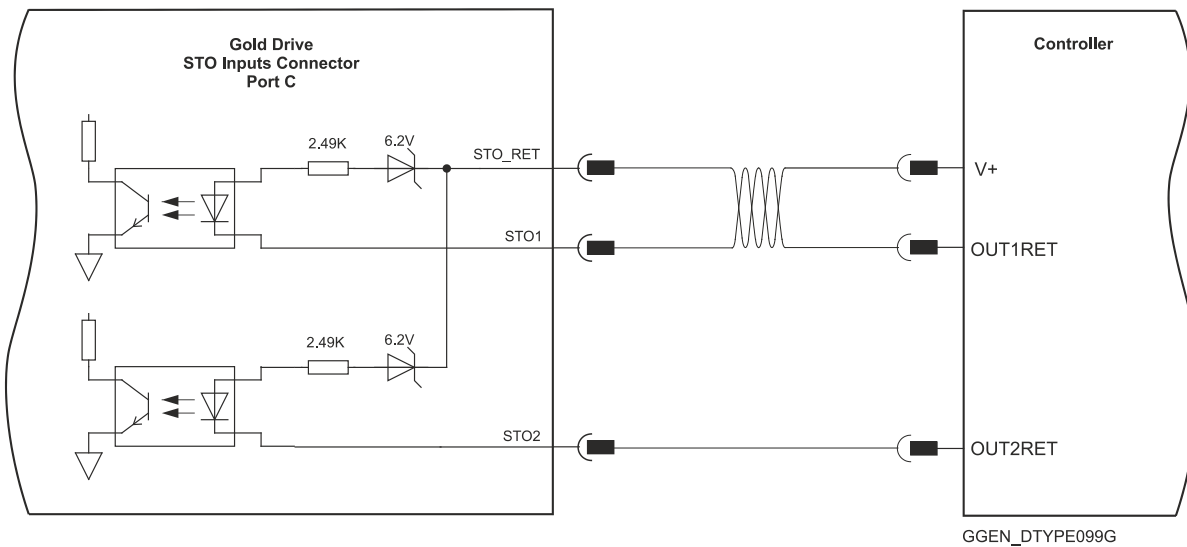 Gold Drive
STO Inputs Connector
Port C
Controller
2.49K
6.2V
STO_RET
V+
STO1
OUT1RET
2.49K
6.2V
STO2
OUT2RET
GGEN_DTYPE099G